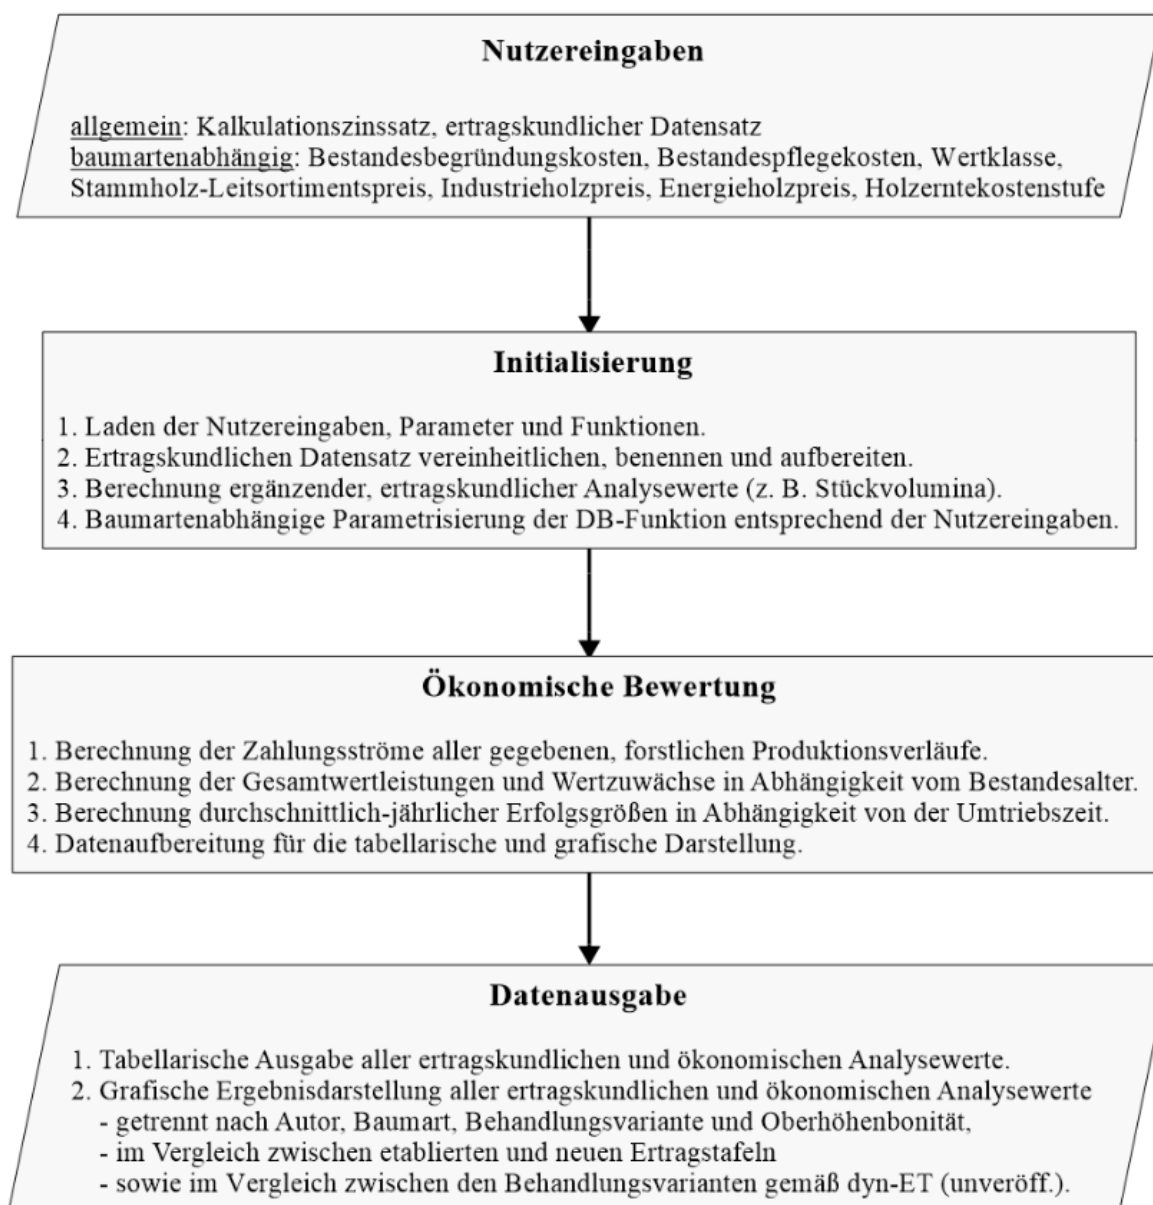 Nutzereingaben
allgemein: Kalkulationszinssatz, ertragskundlicher Datensatz
baumartenabhängig: Bestandesbegründungskosten, Bestandespflegekosten, Wertklasse,
Stammholz-Leitsortimentspreis, Industrieholzpreis, Energieholzpreis, Holzerntekostenstufe
Initialisierung
1. Laden der Nutzereingaben, Parameter und Funktionen.
2. Ertragskundlichen Datensatz vereinheitlichen, benennen und aufbereiten.
3. Berechnung ergänzender, ertragskundlicher Analysewerte (z. B. Stückvolumina).
4. Baumartenabhängige Parametrisierung der DB-Funktion entsprechend der Nutzereingaben.
Ökonomische Bewertung
1. Berechnung der Zahlungsströme aller gegebenen, forstlichen Produktionsverläufe.
2. Berechnung der Gesamtwertleistungen und Wertzuwächse in Abhängigkeit vom Bestandesalter.
3. Berechnung durchschnittlich-jährlicher Erfolgsgrößen in Abhängigkeit von der Umtriebszeit.
4. Datenaufbereitung für die tabellarische und grafische Darstellung.
Datenausgabe
1. Tabellarische Ausgabe aller ertragskundlichen und ökonomischen Analysewerte.
2. Grafische Ergebnisdarstellung aller ertragskundlichen und ökonomischen Analysewerte
- getrennt nach Autor, Baumart, Behandlungsvariante und Oberhöhenbonität,
- im Vergleich zwischen etablierten und neuen Ertragstafeln
- sowie im Vergleich zwischen den Behandlungsvarianten gemäß dyn-ET (unveröff.).